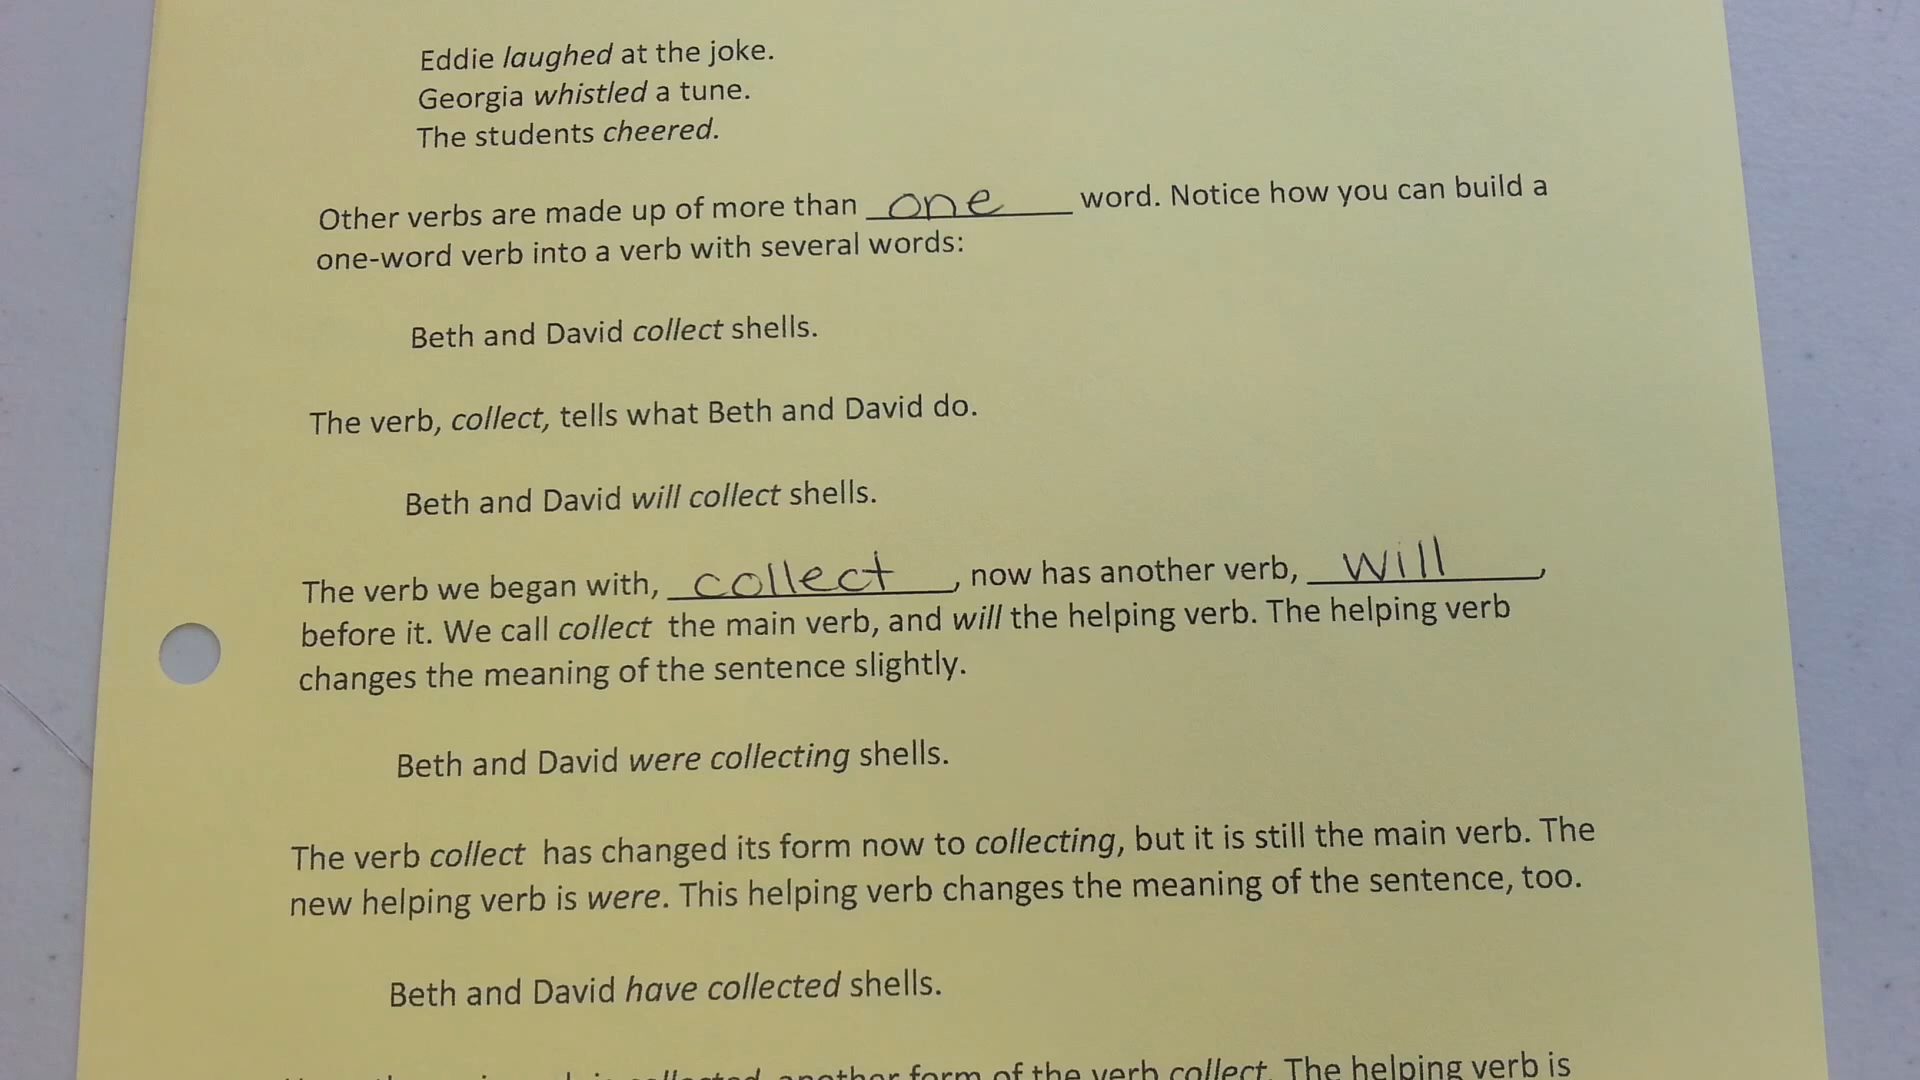 Eddie laughed at the joke.
Georgia whistled a tune.
The students cheered.
Other verbs are made up of more than one word. Notice how you can build a
one-word verb into a verb with several words:
Beth and David collect shells.
The verb, collect, tells what Beth and David do.
Beth and David will collect shells.
The verb we began with, collect, now has another verb, will,
before it. We call collect the main verb, and will the helping verb. The helping verb
changes the meaning of the sentence slightly.
Beth and David were collecting shells.
The verb collect has changed its form now to collecting, but it is still the main verb. The
new helping verb is were. This helping verb changes the meaning of the sentence, too.
Beth and David have collected shells.
is collected, another form of the verb collect. The helping verb is